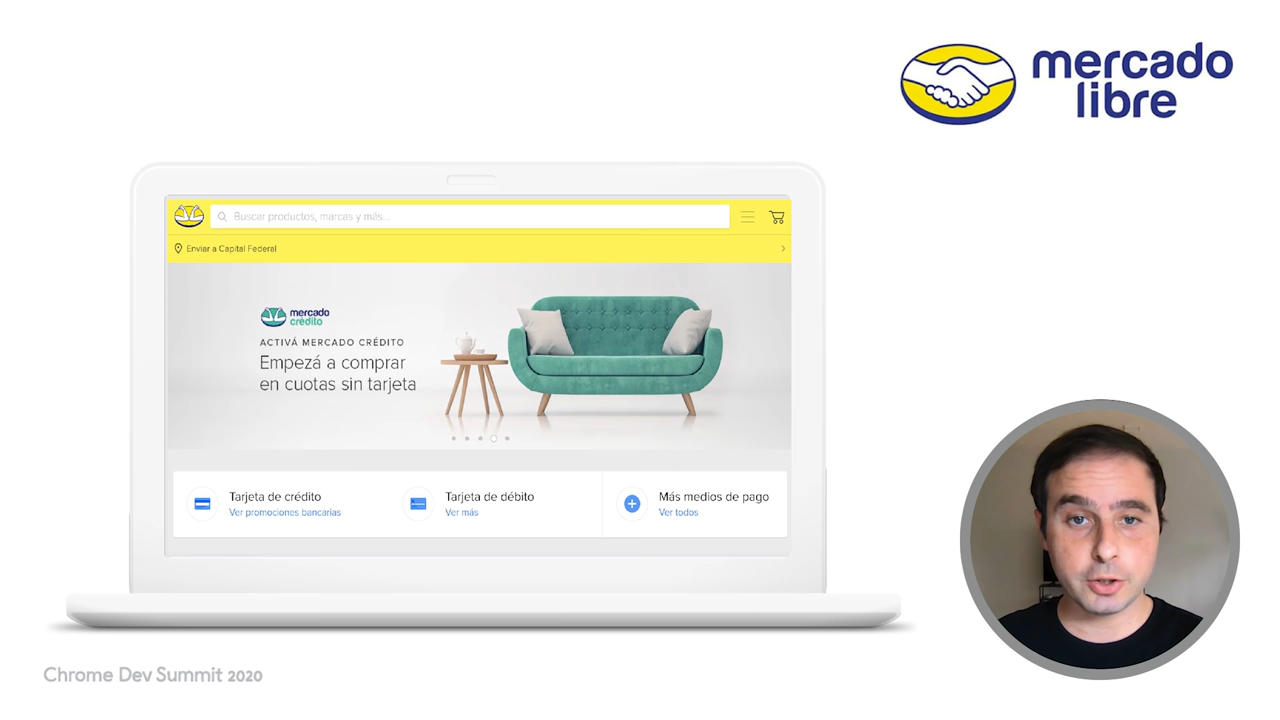 mercado
libre
Buscar productos, marcas y más...
Enviar a Capital Federal
mercado
crédito
ACTIVÁ MERCADO CRÉDITO
Empezá a comprar
en cuotas sin tarjeta
Tarjeta de crédito
Ver promociones bancarias
Tarjeta de débito
Ver más
Más medios de pago
Ver todos
Chrome Dev Summit 2020